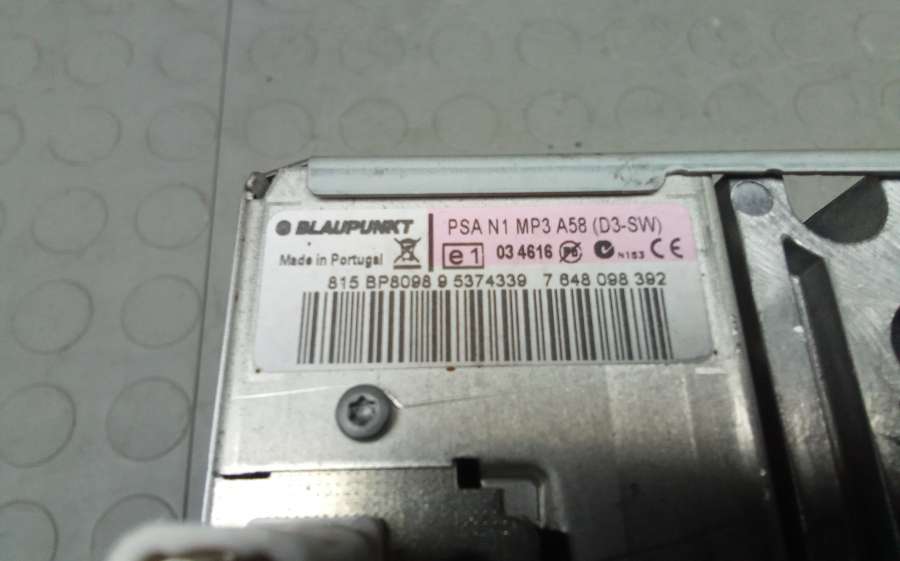 BLAUPUNKT
PSA N1 MP3 A58 (D3-SW)
Made in Portugal
e1 03 4616 N153 CE
815 BP8098 9 5374339 7 648 098 392